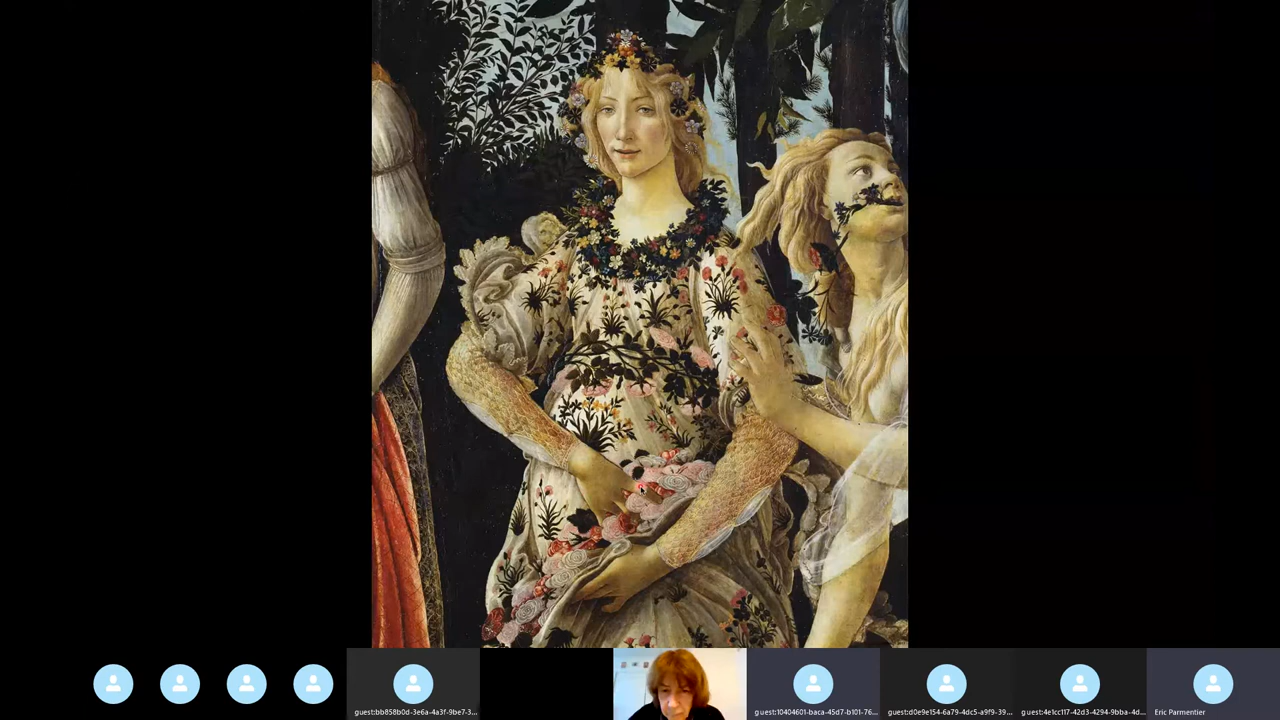 guest:bb858b0d-3e6a-4a3f-9be7-3...
guest:10404601-baca-45d7-b101-76...
guest:d0e9e154-6a79-4dc5-a9f9-39...
guest:4e1cc117-42d3-4294-9bba-4d...
Eric Parmentier